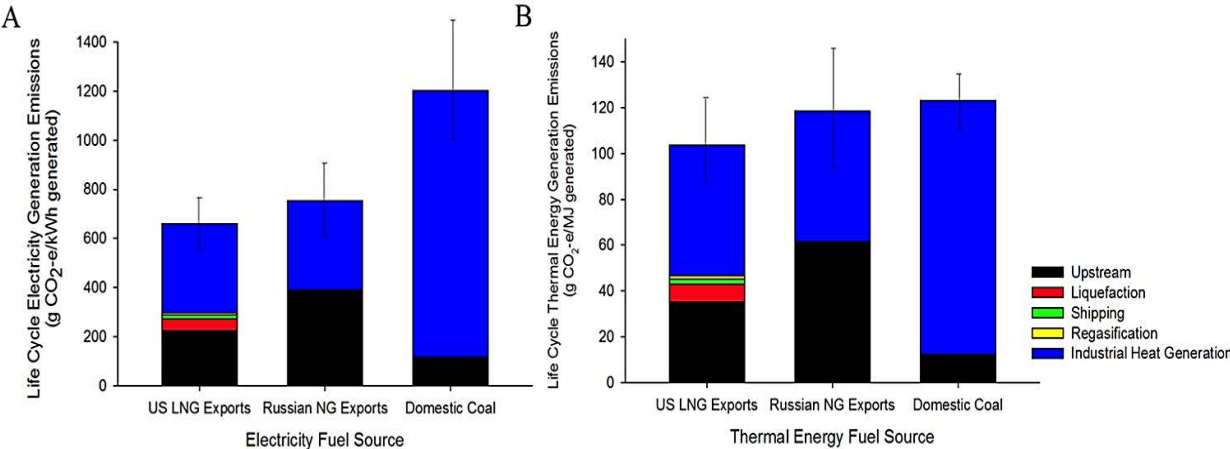 A
Life Cycle Electricity Generation Emissions
(g CO2-e/kWh generated)
1400
1200
1000
800
600
400
200
0
US LNG Exports
Russian NG Exports
Domestic Coal
Electricity Fuel Source
B
Life Cycle Thermal Energy Generation Emissions
(g CO2-e/MJ generated)
140
120
100
80
60
40
20
0
US LNG Exports
Russian NG Exports
Domestic Coal
Thermal Energy Fuel Source
Upstream
Liquefaction
Shipping
Regasification
Industrial Heat Generation